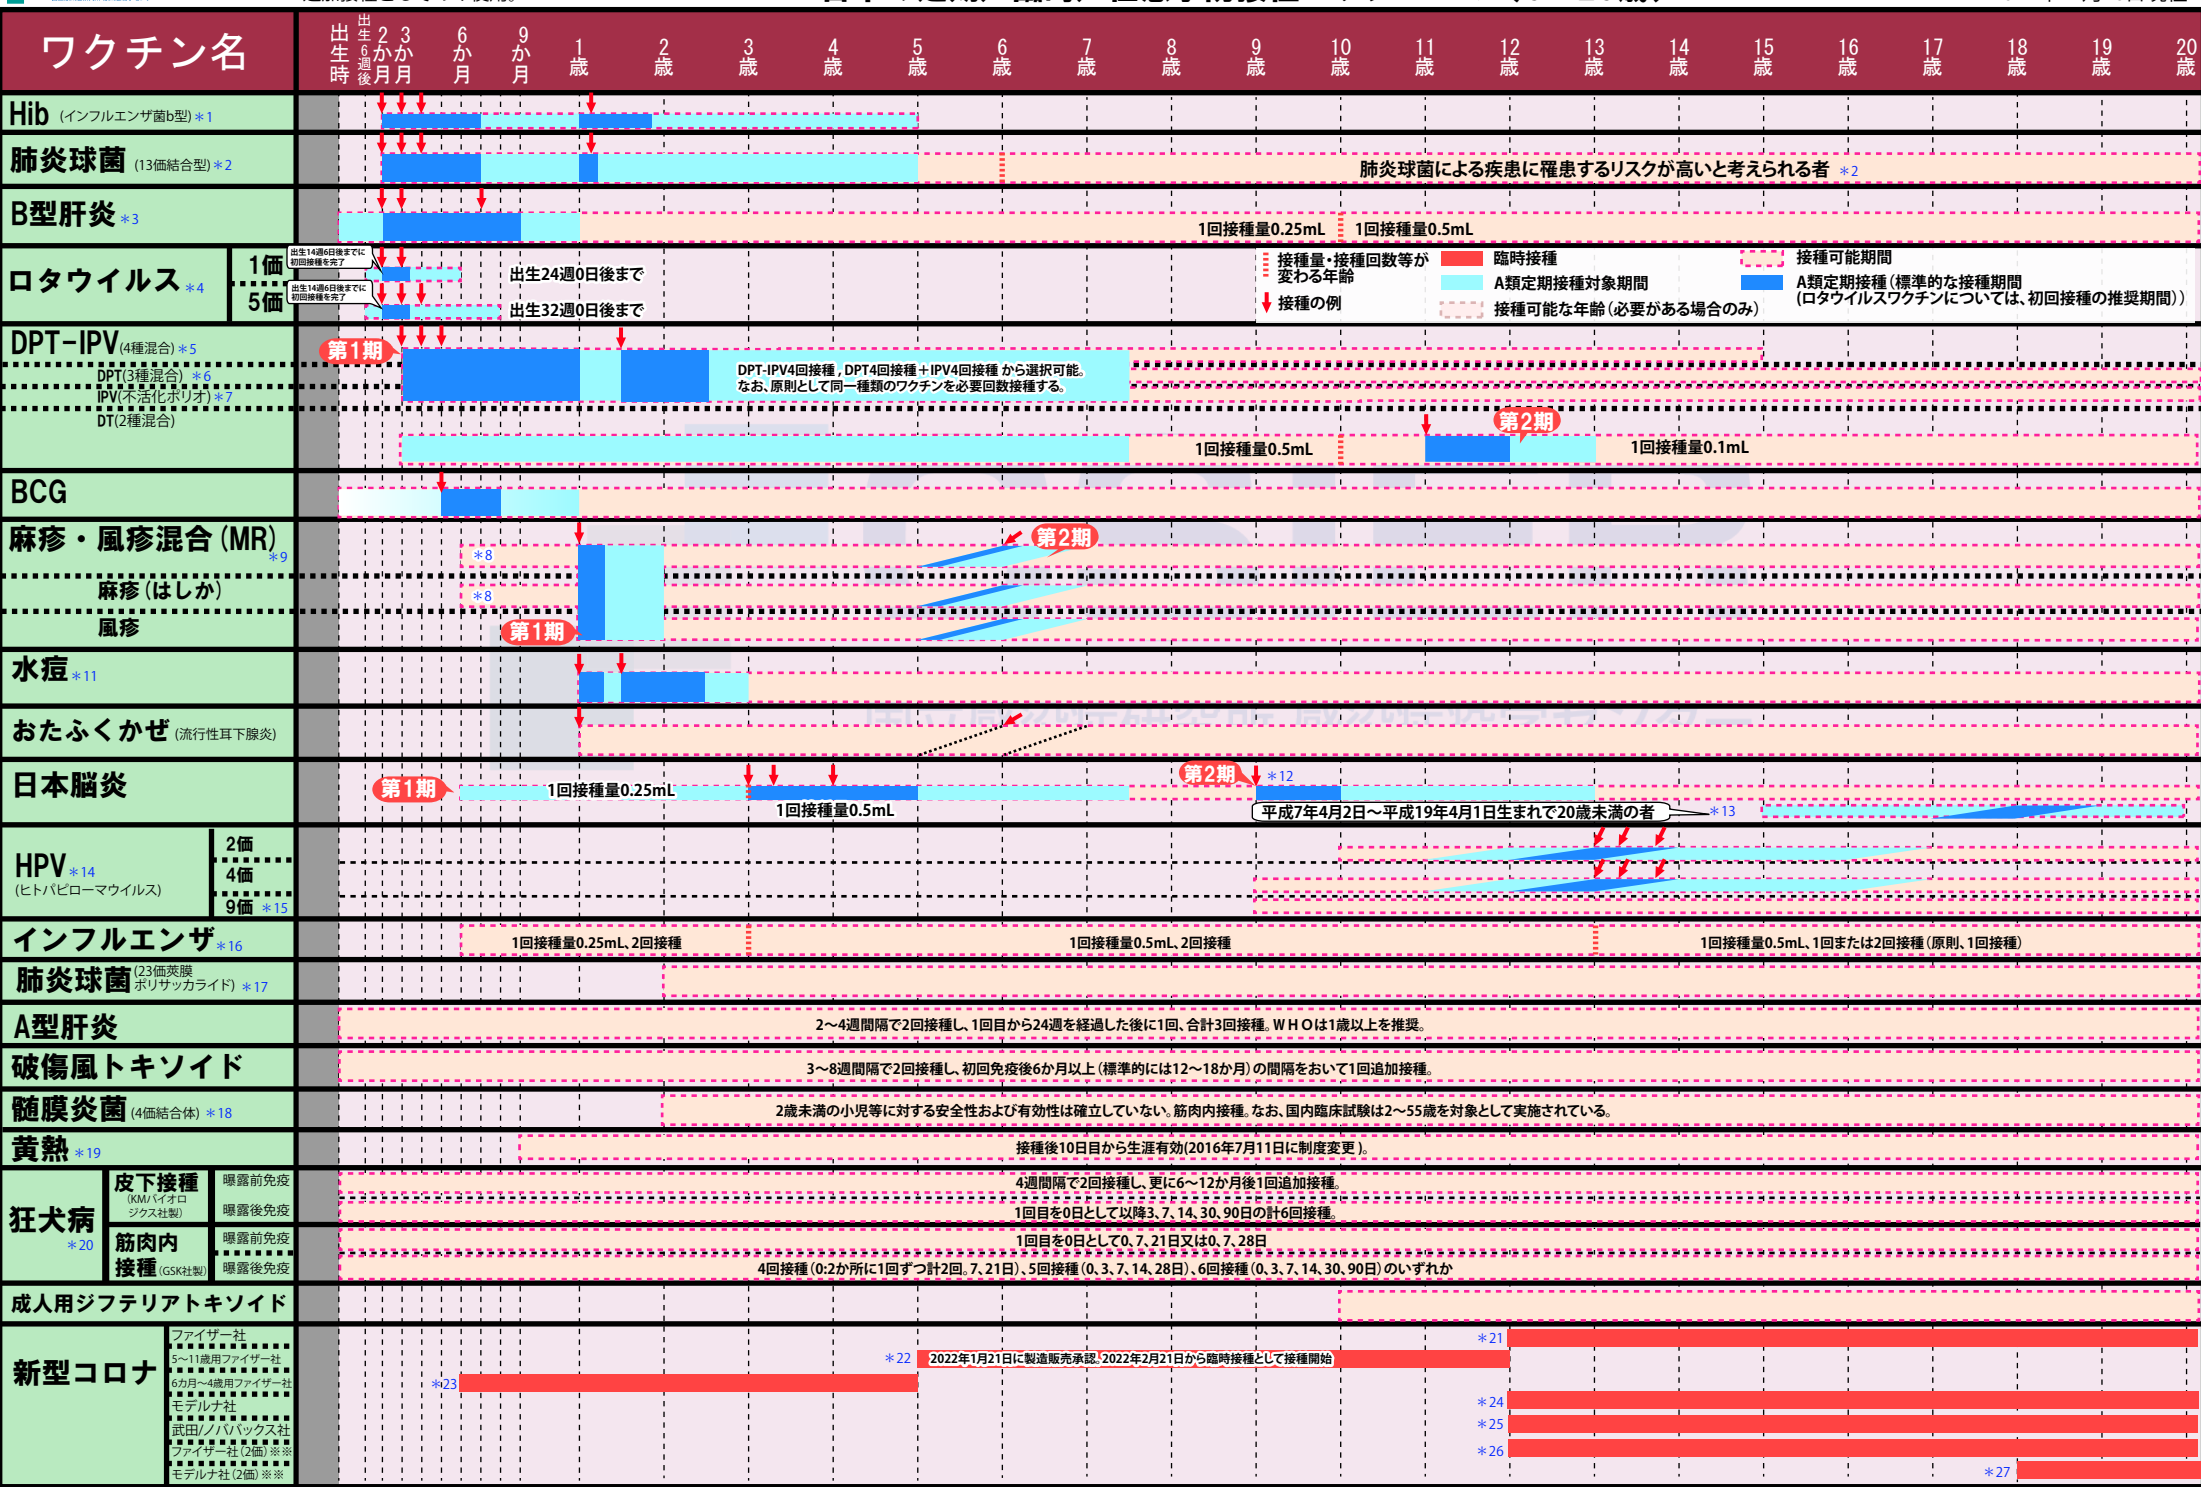 ワクチン名
出生時
出生6週後
2か月
3か月
6か月
9か月
1歳
2歳
3歳
4歳
5歳
6歳
7歳
8歳
9歳
10歳
11歳
12歳
13歳
14歳
15歳
16歳
17歳
18歳
19歳
20歳
Hib (インフルエンザ菌b型) *1
肺炎球菌 (13価結合型) *2
肺炎球菌による疾患に罹患するリスクが高いと考えられる者 *2
B型肝炎 *3
1回接種量0.25mL
1回接種量0.5mL
ロタウイルス *4
1価
出生14週6日後までに
初回接種を完了
出生24週0日後まで
5価
出生14週6日後までに
初回接種を完了
出生32週0日後まで
接種量・接種回数等が
変わる年齢
接種の例
臨時接種
A類定期接種対象期間
接種可能な年齢(必要がある場合のみ)
接種可能期間
A類定期接種(標準的な接種期間
(ロタウイルスワクチンについては、初回接種の推奨期間))
DPT-IPV(4種混合) *5
第1期
DPT(3種混合) *6
IPV(不活化ポリオ) *7
DPT-IPV4回接種 , DPT4回接種+IPV4回接種 から選択可能。
なお、原則として同一種類のワクチンを必要回数接種する。
DT(2種混合)
1回接種量0.5mL
第2期
1回接種量0.1mL
BCG
麻疹・風疹混合(MR)
*9
*8
第2期
麻疹(はしか)
*8
風疹
第1期
水痘 *11
おたふくかぜ (流行性耳下腺炎)
日本脳炎
第1期
1回接種量0.25mL
1回接種量0.5mL
第2期
*12
平成7年4月2日〜平成19年4月1日生まれで20歳未満の者
*13
HPV *14
(ヒトパピローマウイルス)
2価
4価
9価 *15
インフルエンザ *16
1回接種量0.25mL、2回接種
1回接種量0.5mL、2回接種
1回接種量0.5mL、1回または2回接種(原則、1回接種)
肺炎球菌 (23価莢膜
ポリサッカライド) *17
A型肝炎
2〜4週間隔で2回接種し、1回目から24週を経過した後に1回、合計3回接種。WHOは1歳以上を推奨。
破傷風トキソイド
3〜8週間隔で2回接種し、初回免疫後6か月以上(標準的には12〜18か月)の間隔をおいて1回追加接種。
髄膜炎菌 (4価結合体) *18
2歳未満の小児等に対する安全性および有効性は確立していない。筋肉内接種。なお、国内臨床試験は2〜55歳を対象として実施されている。
黄熱 *19
接種後10日目から生涯有効(2016年7月11日に制度変更 )。
狂犬病
*20
皮下接種
(KMバイオロ
ジクス社製)
曝露前免疫
4週間隔で2回接種し、更に6〜12か月後1回追加接種。
曝露後免疫
1回目を0日として以降3、7、14、30、90日の計6回接種。
筋肉内
接種(GSK社製)
曝露前免疫
1回目を0日として0、7、21日又は0、7、28日
曝露後免疫
4回接種(0:2か所に1回ずつ計2回。7、21日)、5回接種(0、3、7、14、28日)、6回接種(0、3、7、14、30、90日)のいずれか
成人用ジフテリアトキソイド
新型コロナ
ファイザー社
*21
5〜11歳用ファイザー社
*22
2022年1月21日に製造販売承認。2022年2月21日から臨時接種として接種開始
6カ月〜4歳用ファイザー社
*23
モデルナ社
*24
武田/ノババックス社
*25
ファイザー社(2価)※※
*26
モデルナ社(2価)※※
*27